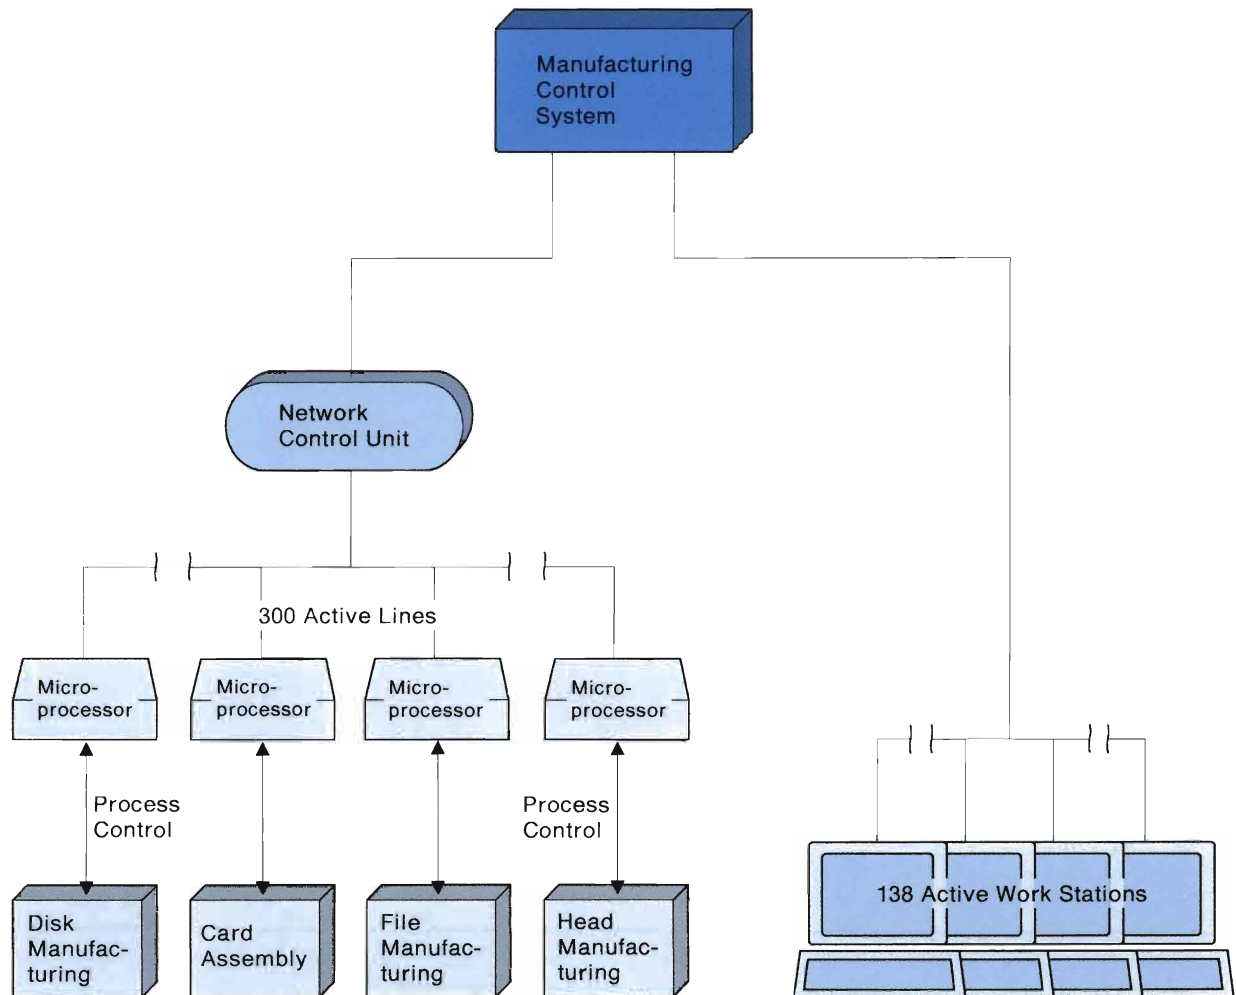 Manufacturing
Control
System
Network
Control Unit
300 Active Lines
Micro-
processor
Micro-
processor
Micro-
processor
Micro-
processor
Process
Control
Process
Control
Disk
Manufac-
turing
Card
Assembly
File
Manufac-
turing
Head
Manufac-
turing
138 Active Work Stations